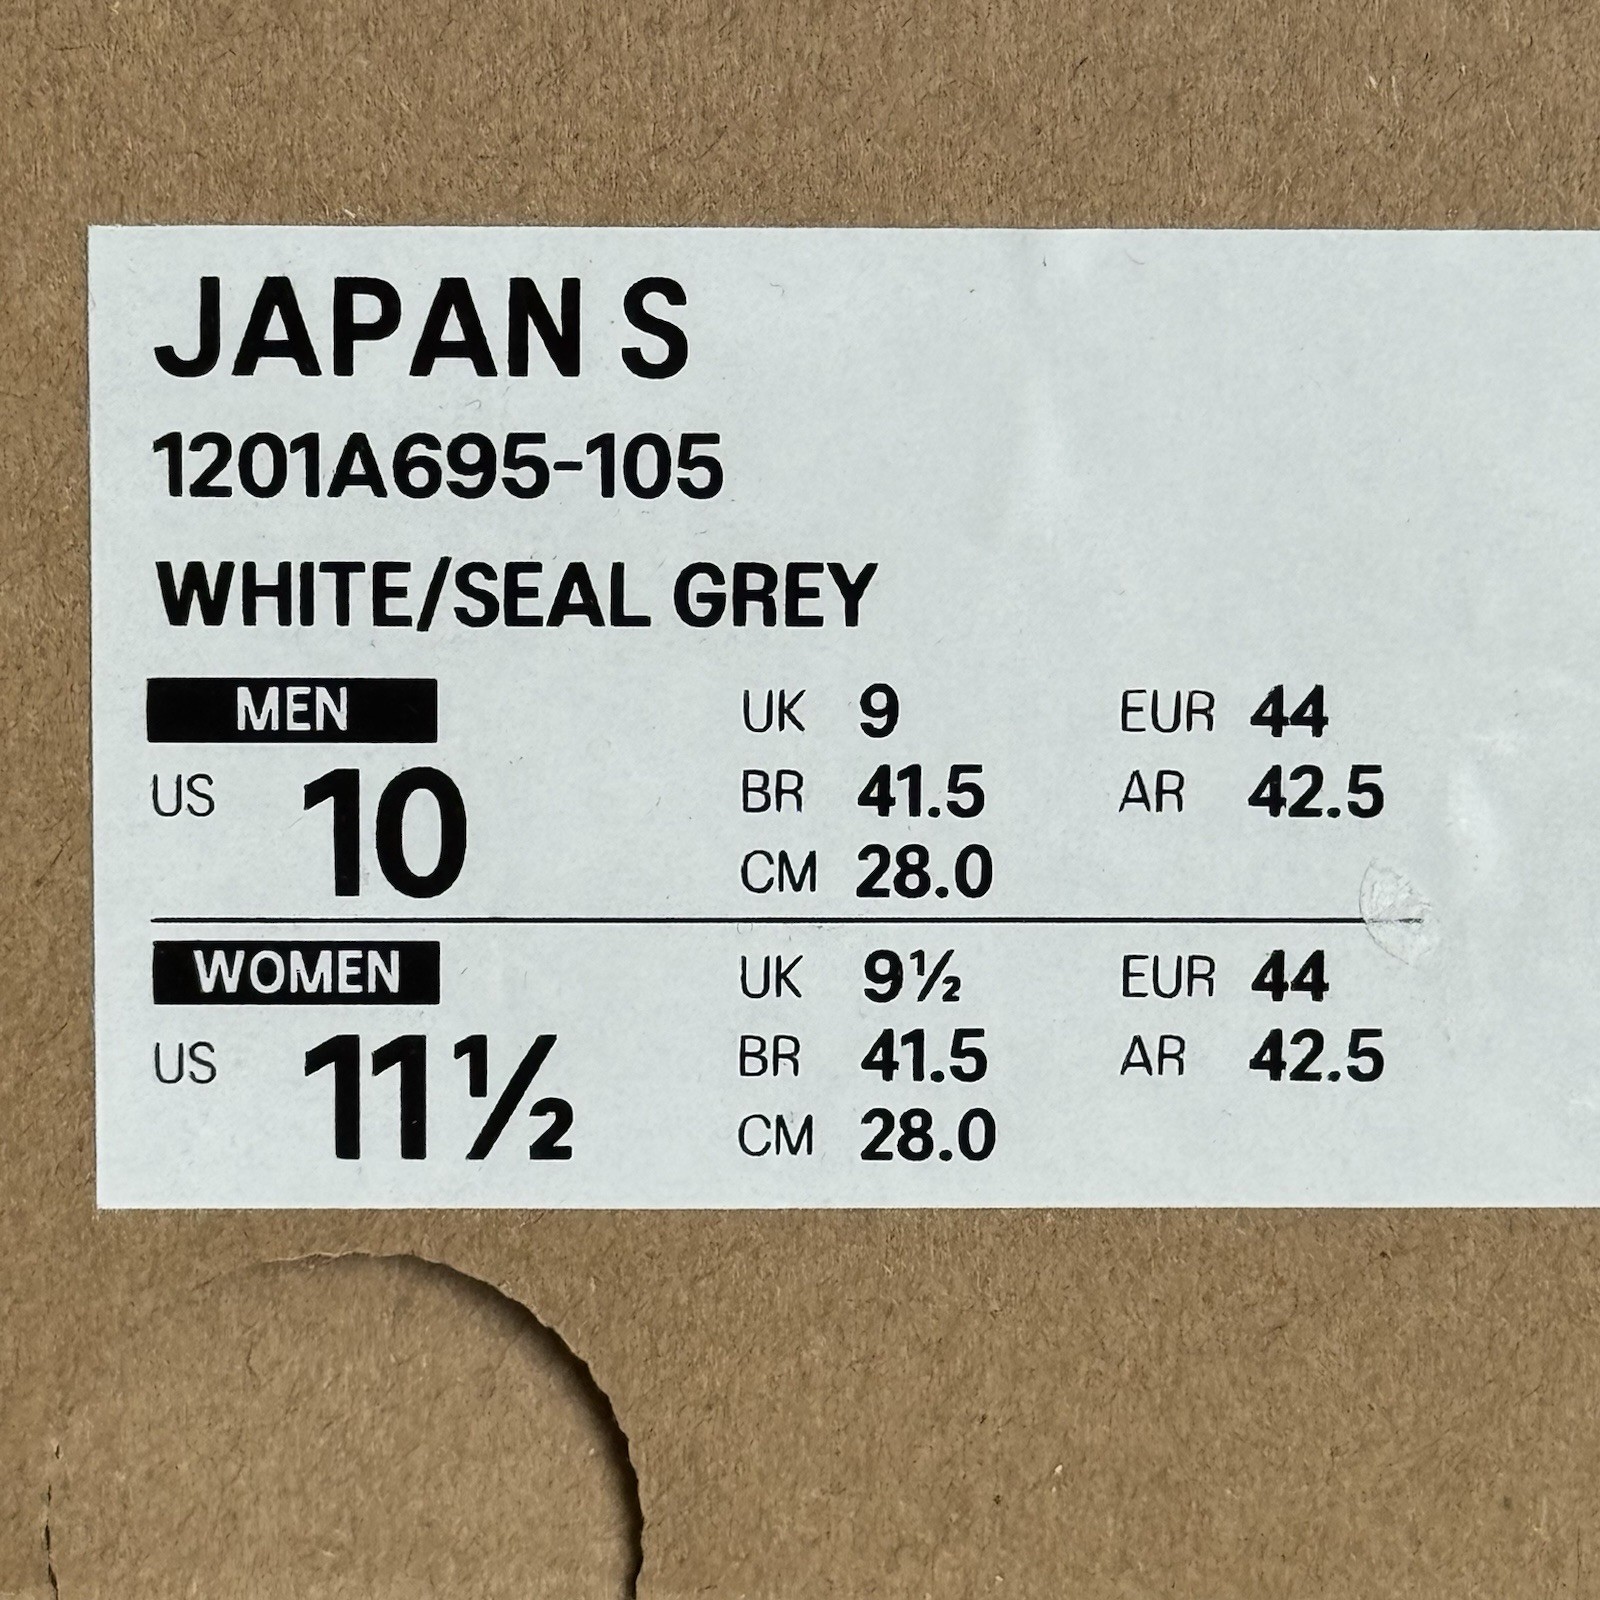 JAPAN S
1201A695-105
WHITE/SEAL GREY
MEN UK 9 EUR 44
US 10 BR 41.5 AR 42.5
CM 28.0
WOMEN UK 9½ EUR 44
US 11½ BR 41.5 AR 42.5
CM 28.0